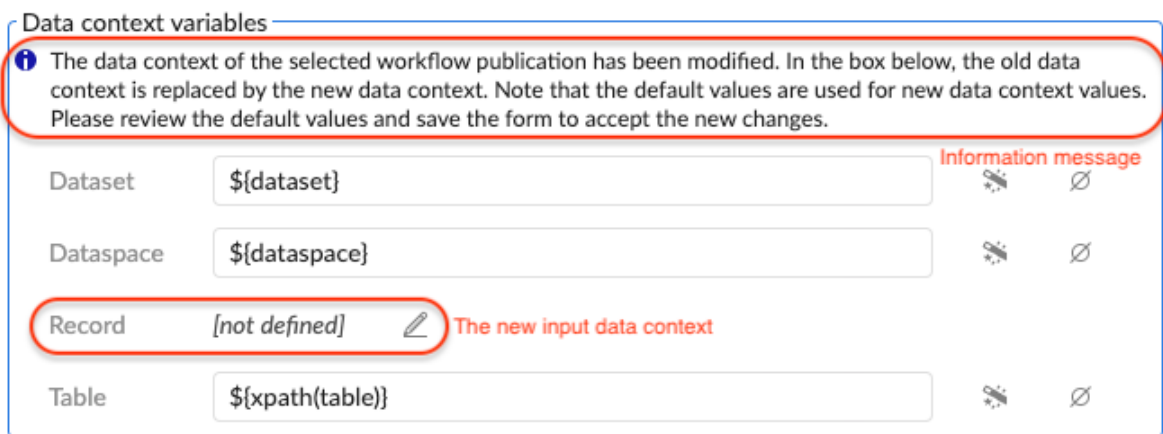 Data context variables
The data context of the selected workflow publication has been modified. In the box below, the old data
context is replaced by the new data context. Note that the default values are used for new data context values.
Please review the default values and save the form to accept the new changes.
Information message
Dataset ${dataset}
Dataspace ${dataspace}
Record [not defined] The new input data context
Table ${xpath(table)}